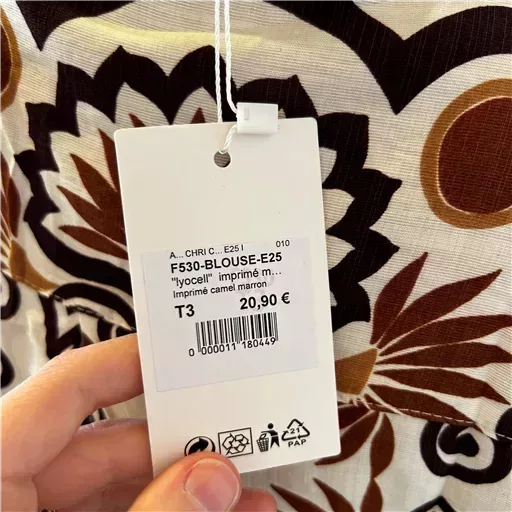 A... CHRI C... E25 I 010
F530-BLOUSE-E25
"lyocell" imprimé m...
Imprimé camel marron
T3 20,90 €
0 000011 180449
21
PAP